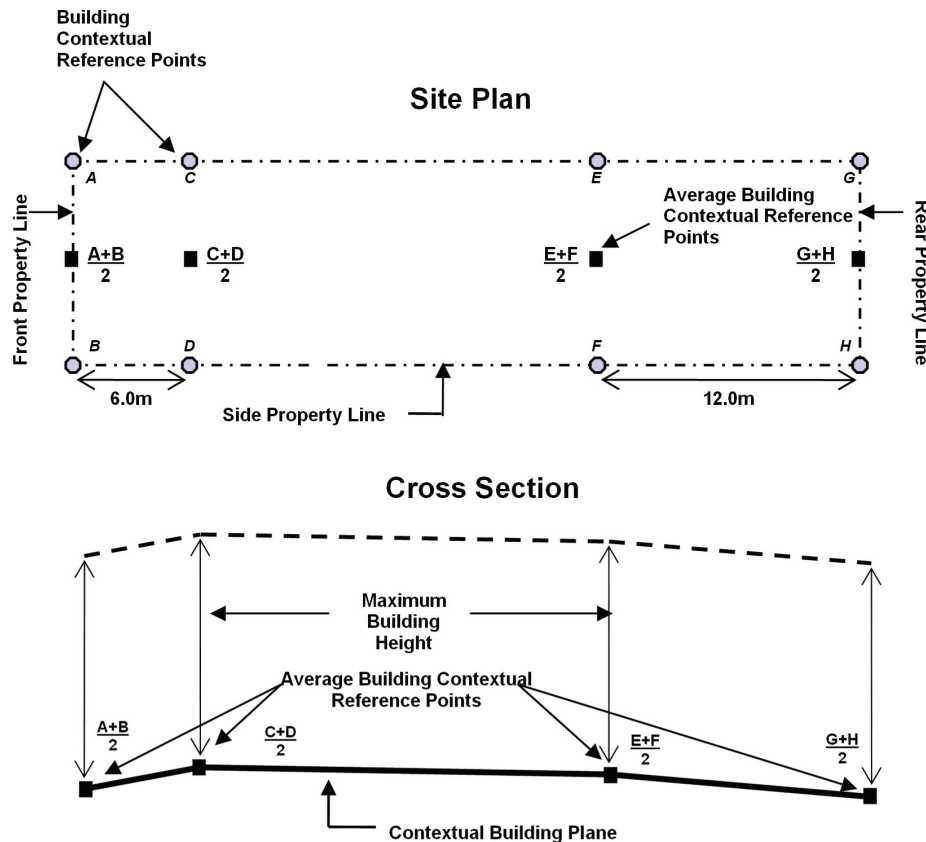 Building
Contextual
Reference Points
Site Plan
A
C
E
G
Front Property Line
A+B
2
C+D
2
E+F
2
Average Building
Contextual Reference
Points
G+H
2
Rear Property Line
B
D
F
H
6.0m
12.0m
Side Property Line
Cross Section
Maximum
Building
Height
Average Building Contextual
Reference Points
A+B
2
C+D
2
E+F
2
G+H
2
Contextual Building Plane